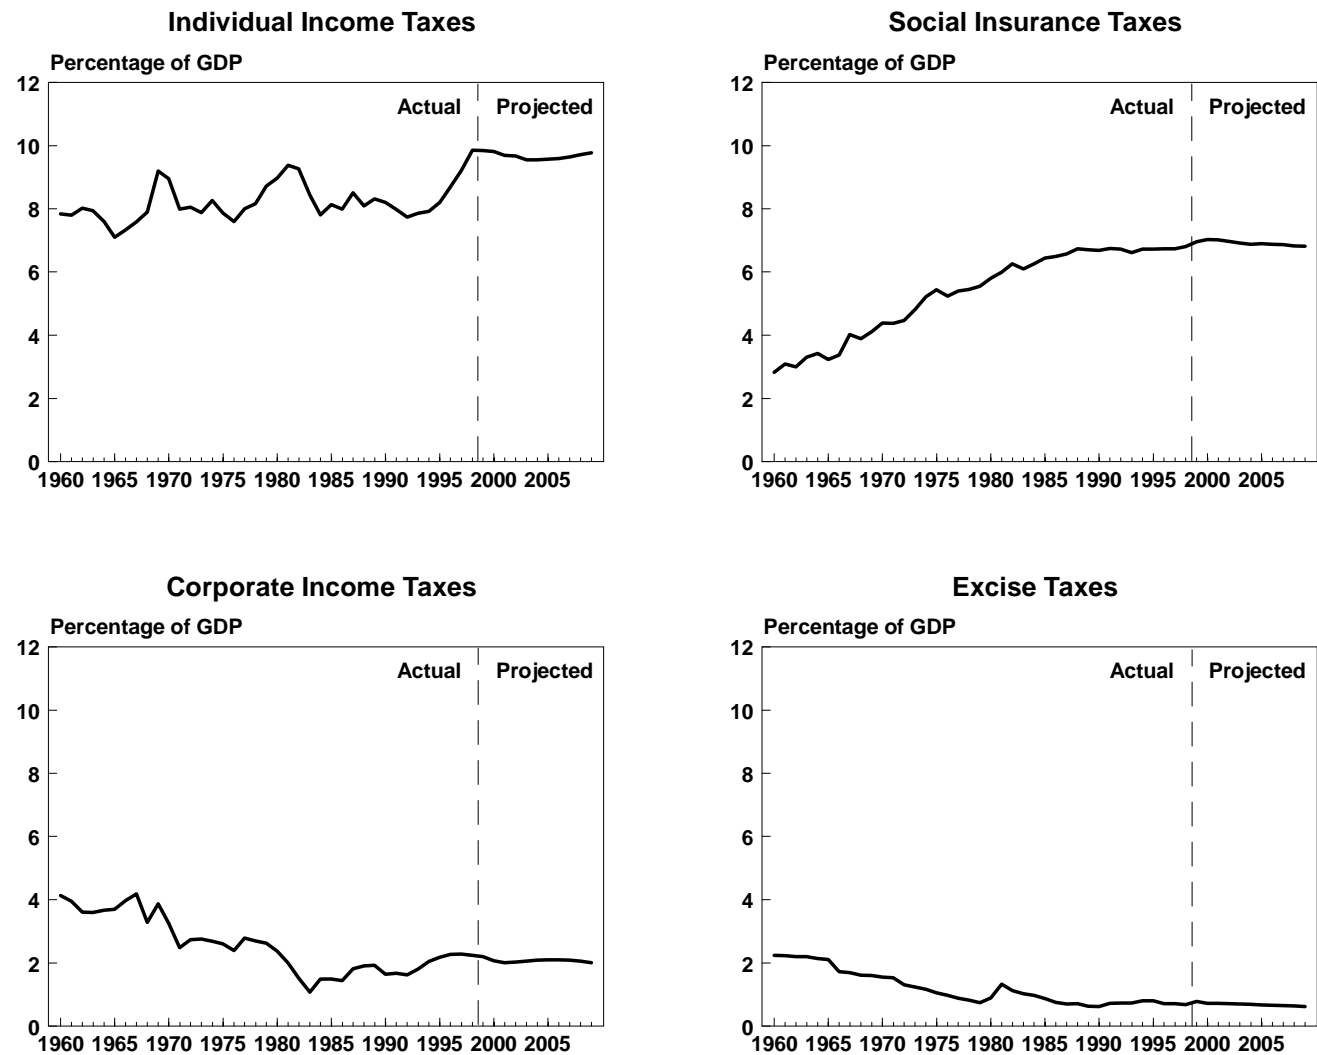 Individual Income Taxes
Percentage of GDP
12
Actual Projected
10
8
6
4
2
0
1960 1965 1970 1975 1980 1985 1990 1995 2000 2005
Social Insurance Taxes
Percentage of GDP
12
Actual Projected
10
8
6
4
2
0
1960 1965 1970 1975 1980 1985 1990 1995 2000 2005
Corporate Income Taxes
Percentage of GDP
12
Actual Projected
10
8
6
4
2
0
1960 1965 1970 1975 1980 1985 1990 1995 2000 2005
Excise Taxes
Percentage of GDP
12
Actual Projected
10
8
6
4
2
0
1960 1965 1970 1975 1980 1985 1990 1995 2000 2005